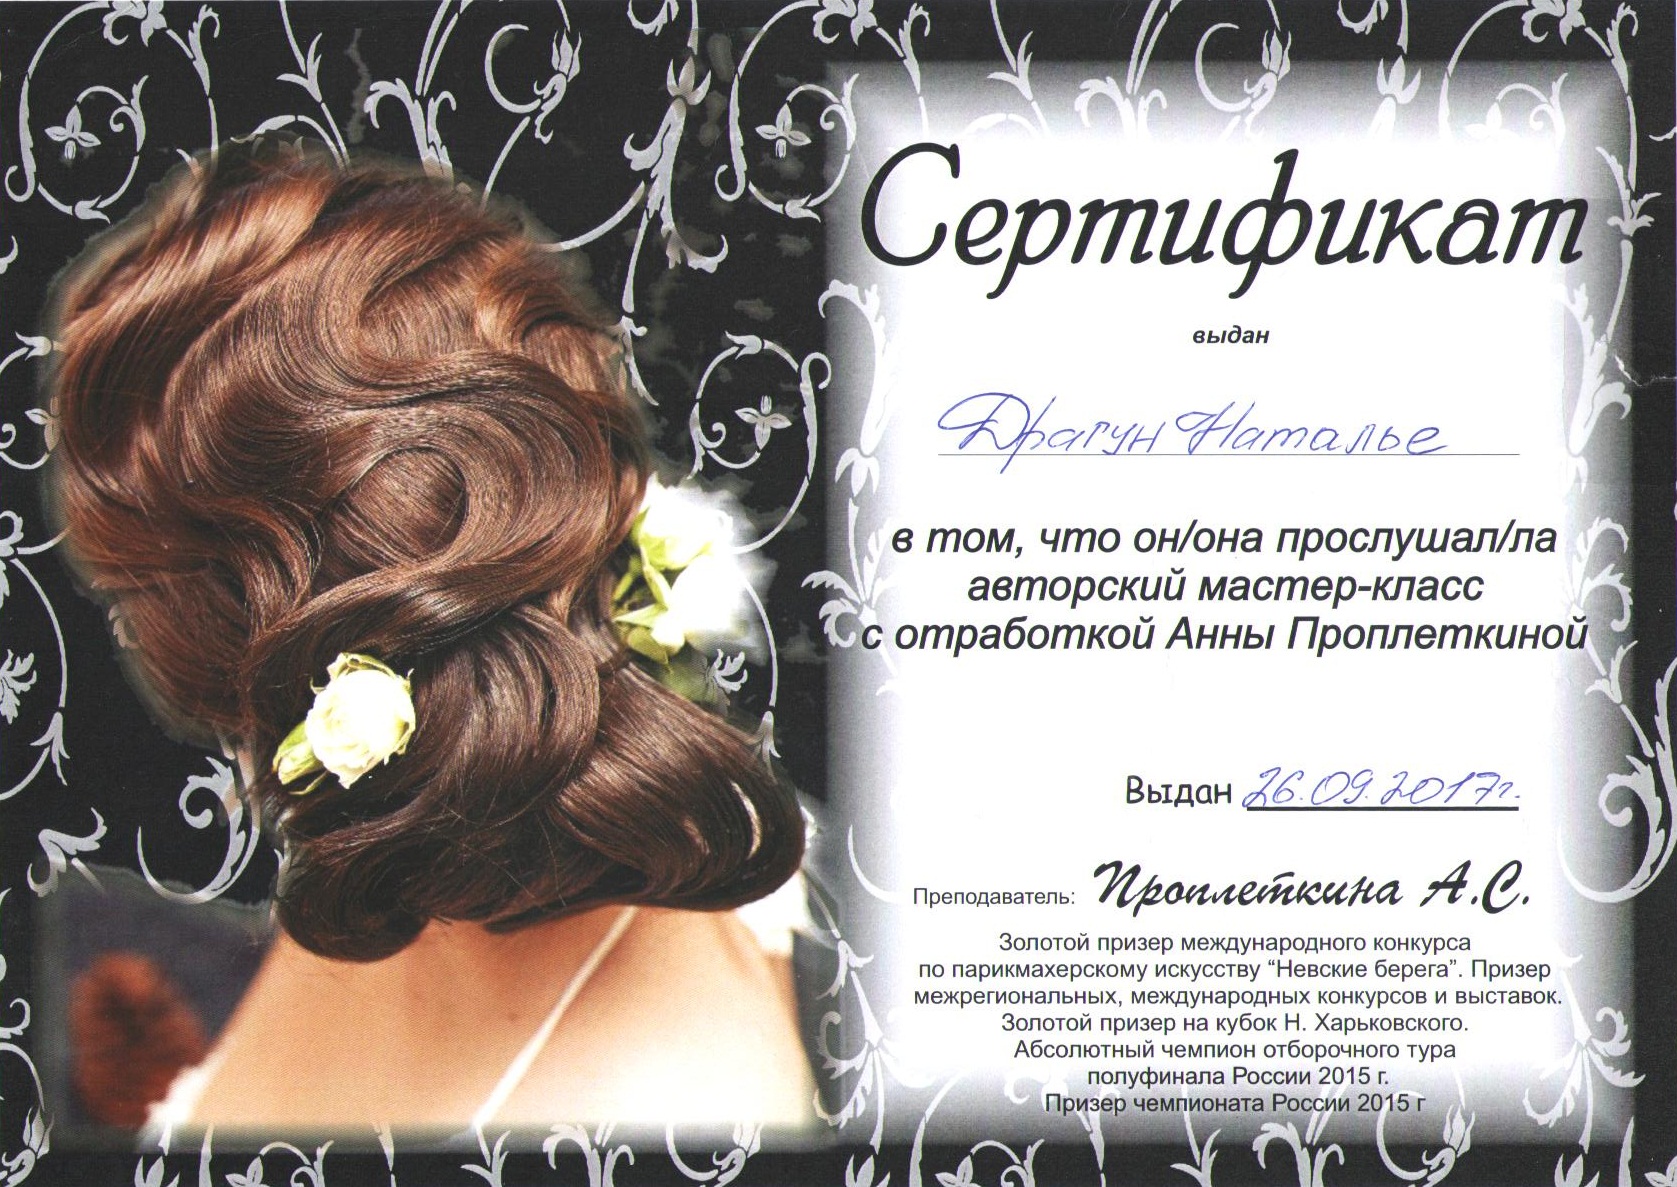 Сертификат
выдан
Драгун Наталье
в том, что он/она прослушал/ла
авторский мастер-класс
с отработкой Анны Проплеткиной
Выдан 26.09.2017г.
Преподаватель: Проплеткина А.С.
Золотой призер международного конкурса
по парикмахерскому искусству “Невские берега”. Призер
межрегиональных, международных конкурсов и выставок.
Золотой призер на кубок Н. Харьковского.
Абсолютный чемпион отборочного тура
полуфинала России 2015 г.
Призер чемпионата России 2015 г